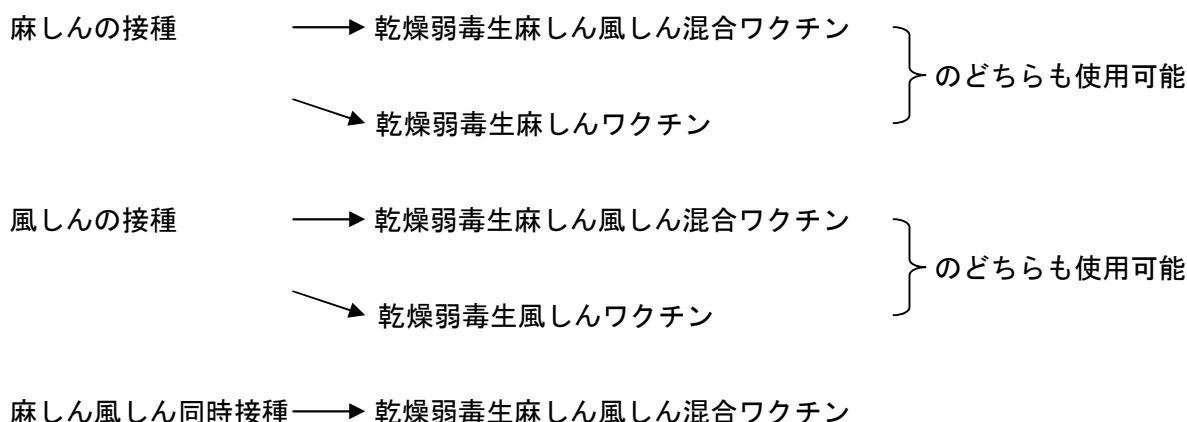 麻しんの接種 乾燥弱毒生麻しん風しん混合ワクチン
のどちらも使用可能
乾燥弱毒生麻しんワクチン
風しんの接種 乾燥弱毒生麻しん風しん混合ワクチン
のどちらも使用可能
乾燥弱毒生風しんワクチン
麻しん風しん同時接種 乾燥弱毒生麻しん風しん混合ワクチン